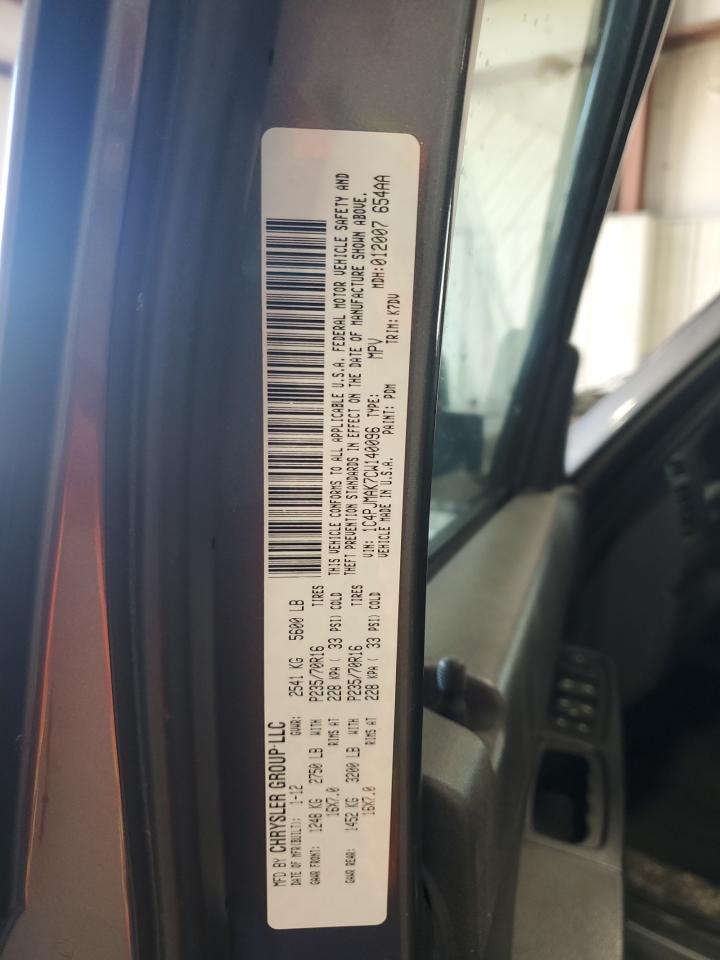 MFD BY CHRYSLER GROUP LLC
DATE OF MFR(BUILT): 1-12 GVWR: 2541 KG 5600 LB
GAWR FRONT: 1248 KG 2750 LB WITH P235/70R16 TIRES
16X7.0 RIMS AT 228 KPA ( 33 PSI) COLD
GAWR REAR: 1452 KG 3200 LB WITH P235/70R16 TIRES
16X7.0 RIMS AT 228 KPA ( 33 PSI) COLD
THIS VEHICLE CONFORMS TO ALL APPLICABLE U.S.A. FEDERAL MOTOR VEHICLE SAFETY AND
THEFT PREVENTION STANDARDS IN EFFECT ON THE DATE OF MANUFACTURE SHOWN ABOVE.
VIN: 1C4PJMAK7CW140096 TYPE: MPV MDH:012007 654AA
VEHICLE MADE IN U.S.A. PAINT: PDM TRIM: K7DV